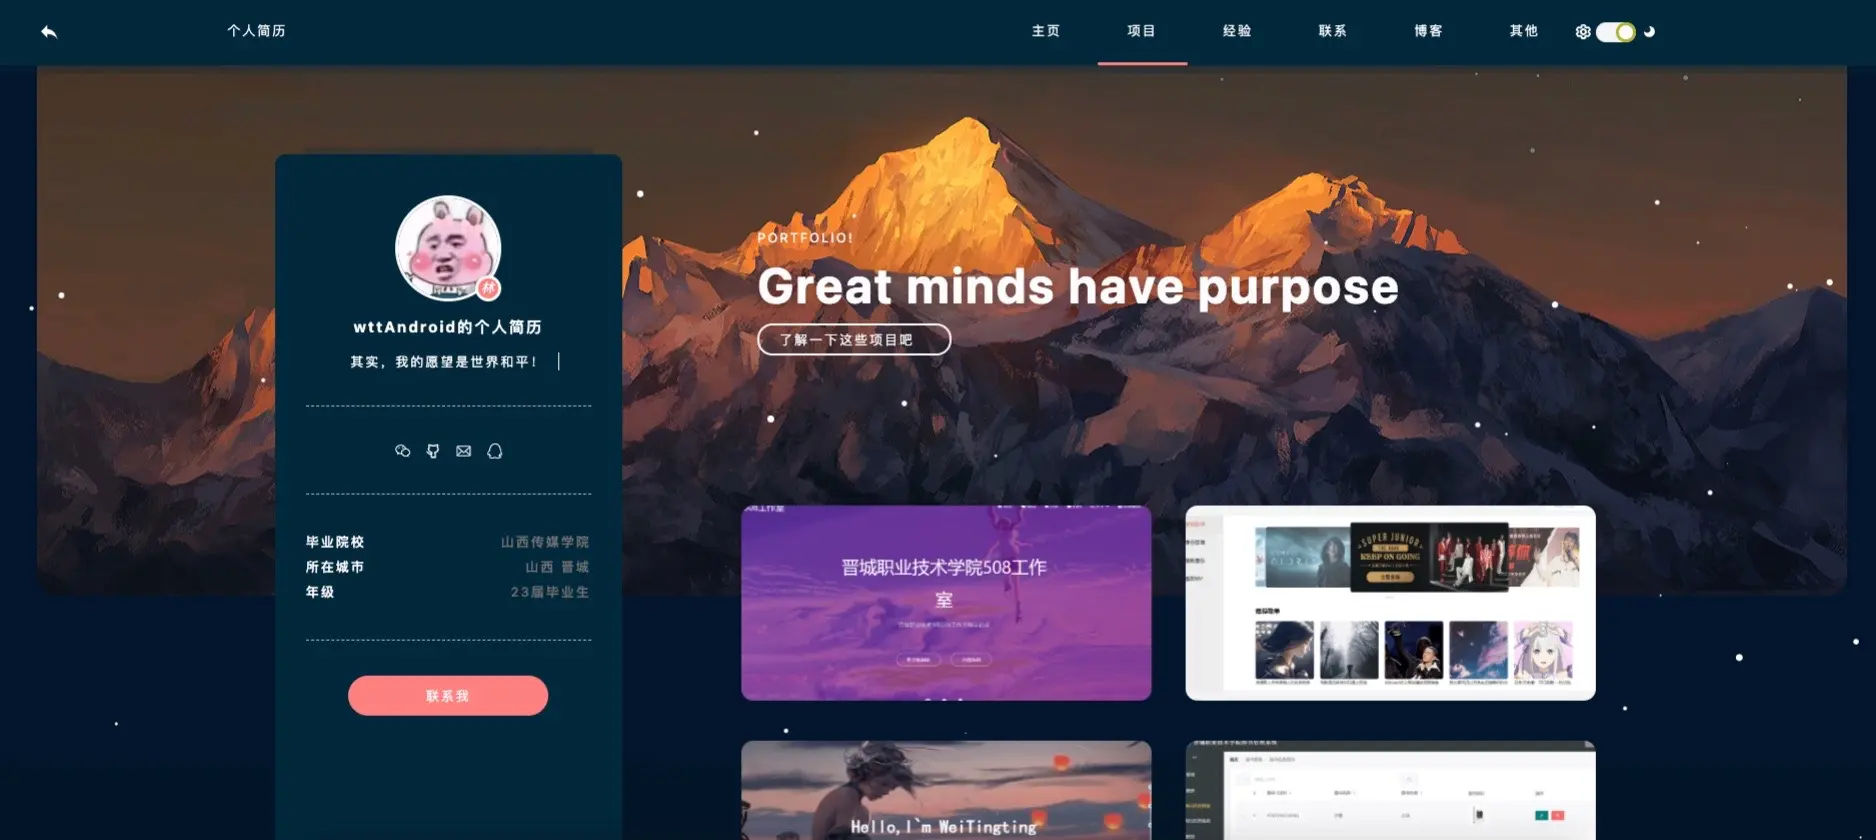 个人简历
主页
项目
经验
联系
博客
其他
林
wttAndroid的个人简历
其实，我的愿望是世界和平！
毕业院校
山西传媒学院
所在城市
山西 晋城
年级
23届毕业生
联系我
PORTFOLIO!
Great minds have purpose
了解一下这些项目吧
晋城职业技术学院508工作
室
SUPER JUNIOR
KEEP ON GOING
推荐歌单
Hello,I`m WeiTingting